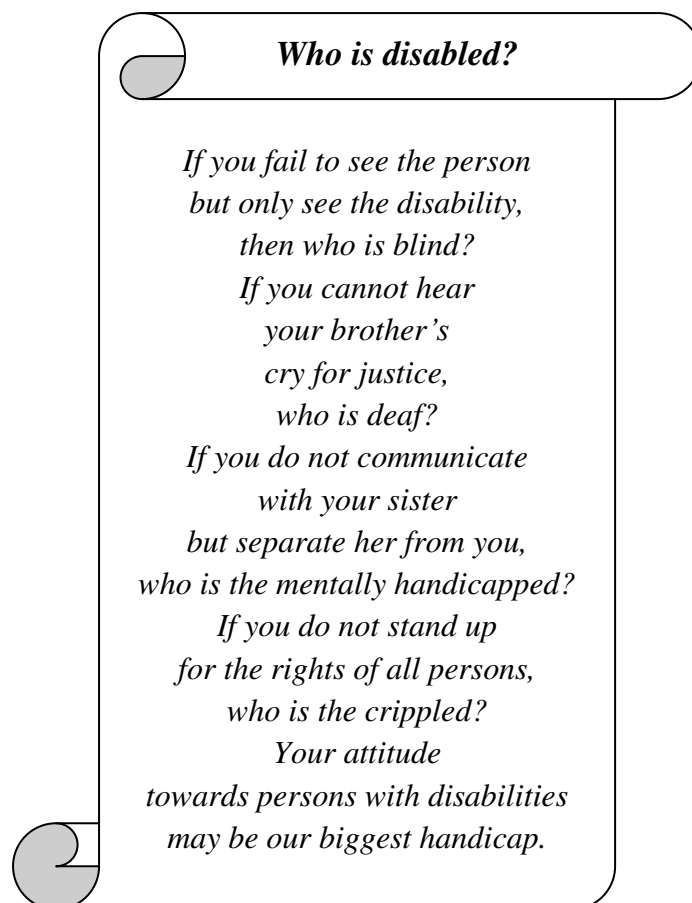 Who is disabled?
If you fail to see the person
but only see the disability,
then who is blind?
If you cannot hear
your brother’s
cry for justice,
who is deaf?
If you do not communicate
with your sister
but separate her from you,
who is the mentally handicapped?
If you do not stand up
for the rights of all persons,
who is the crippled?
Your attitude
towards persons with disabilities
may be our biggest handicap.